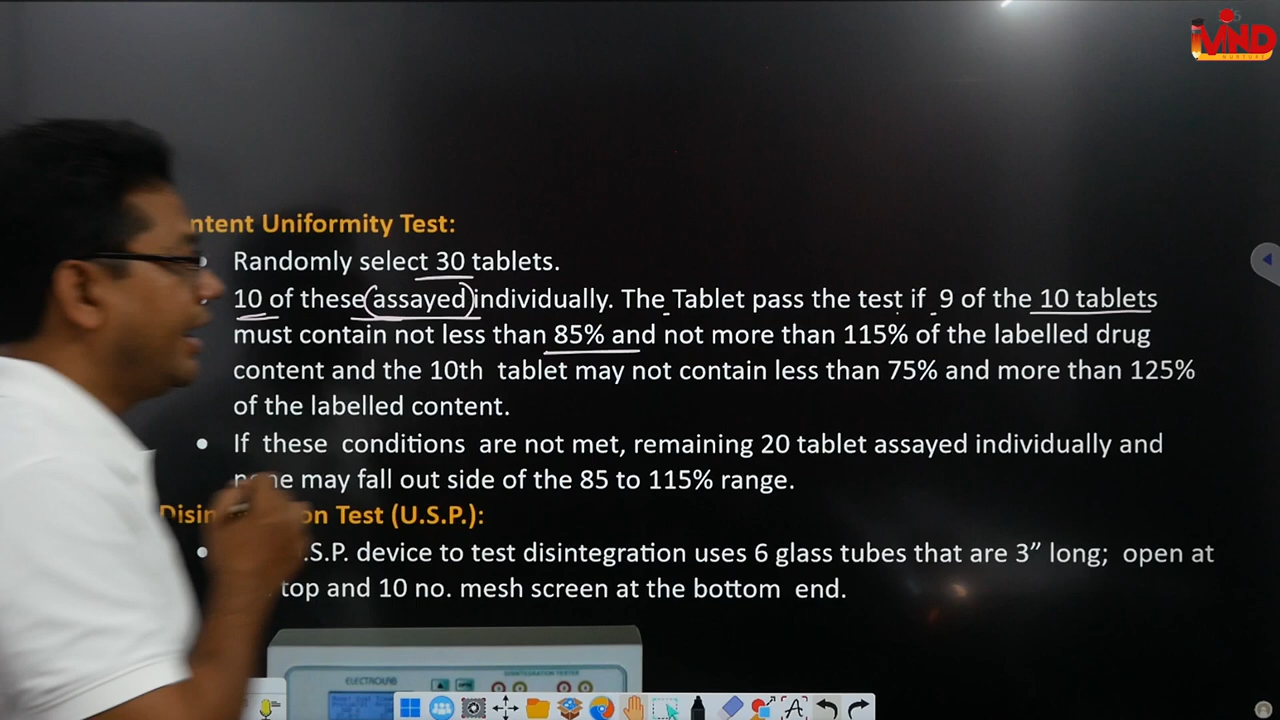 MIND
NURTURE
ntent Uniformity Test:
Randomly select 30 tablets.
10 of these assayed individually. The Tablet pass the test if 9 of the 10 tablets
must contain not less than 85% and not more than 115% of the labelled drug
content and the 10th tablet may not contain less than 75% and more than 125%
of the labelled content.
If these conditions are not met, remaining 20 tablet assayed individually and
may fall out side of the 85 to 115% range.
Disin on Test (U.S.P.):
.S.P. device to test disintegration uses 6 glass tubes that are 3” long; open at
top and 10 no. mesh screen at the bottom end.
ELECTROLAB
DISINTEGRATION TESTER